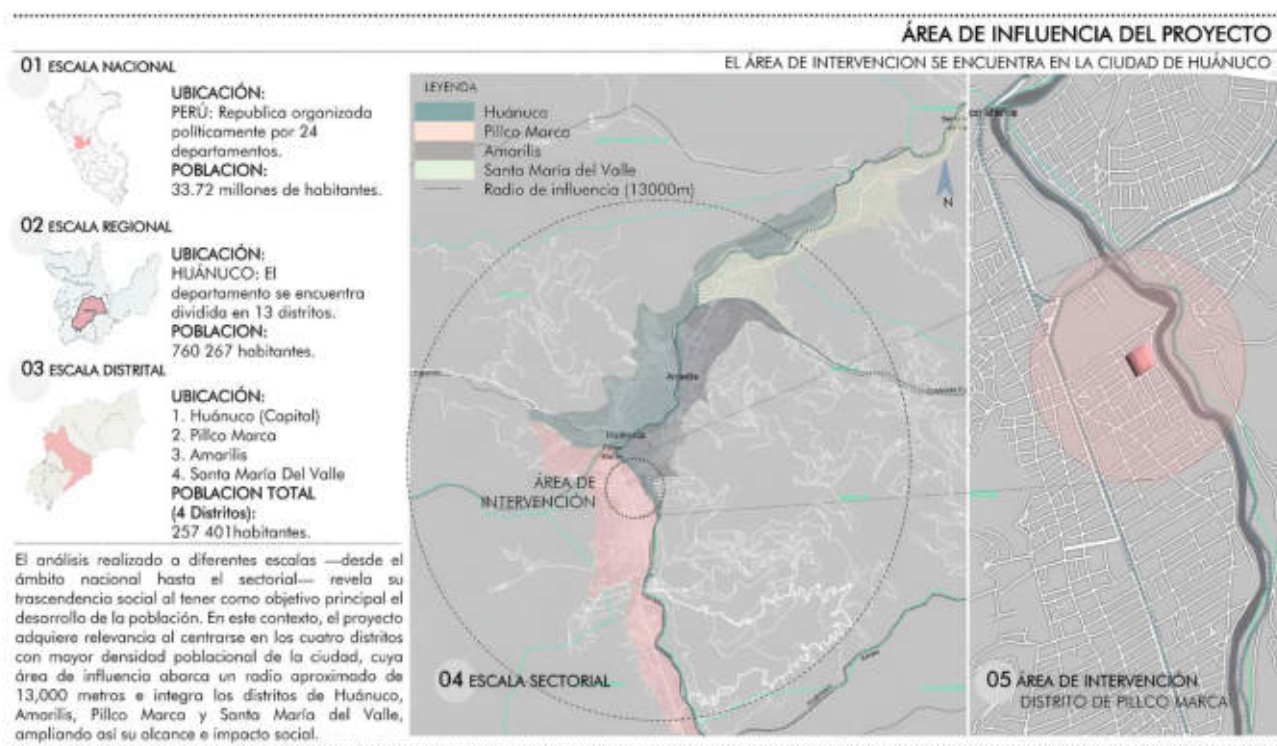 ÁREA DE INFLUENCIA DEL PROYECTO
EL ÁREA DE INTERVENCION SE ENCUENTRA EN LA CIUDAD DE HUÁNUCO
01 ESCALA NACIONAL
UBICACIÓN:
PERÚ: Republica organizada
políticamente por 24
departamentos.
POBLACION:
33.72 millones de habitantes.
02 ESCALA REGIONAL
UBICACIÓN:
HUÁNUCO: El
departamento se encuentra
dividida en 13 distritos.
POBLACION:
760 267 habitantes.
03 ESCALA DISTRITAL
UBICACIÓN:
1. Huánuco (Capital)
2. Pillco Marca
3. Amarilis
4. Santa María Del Valle
POBLACION TOTAL
(4 Distritos):
257 401habitantes.
El análisis realizado a diferentes escalas —desde el
ámbito nacional hasta el sectorial— revela su
trascendencia social al tener como objetivo principal el
desarrollo de la población. En este contexto, el proyecto
adquiere relevancia al centrarse en los cuatro distritos
con mayor densidad poblacional de la ciudad, cuya
área de influencia abarca un radio aproximado de
13,000 metros e integra los distritos de Huánuco,
Amarilis, Pillco Marca y Santa María del Valle,
ampliando así su alcance e impacto social.
LEYENDA
Huánuco
Pillco Marca
Amarilis
Santa María del Valle
Radio de influencia (13000m)
N
Amarilis
Huánuco
Pillco
Marca
ÁREA DE
INTERVENCIÓN
04 ESCALA SECTORIAL
05 ÁREA DE INTERVENCIÓN
DISTRITO DE PILLCO MARCA